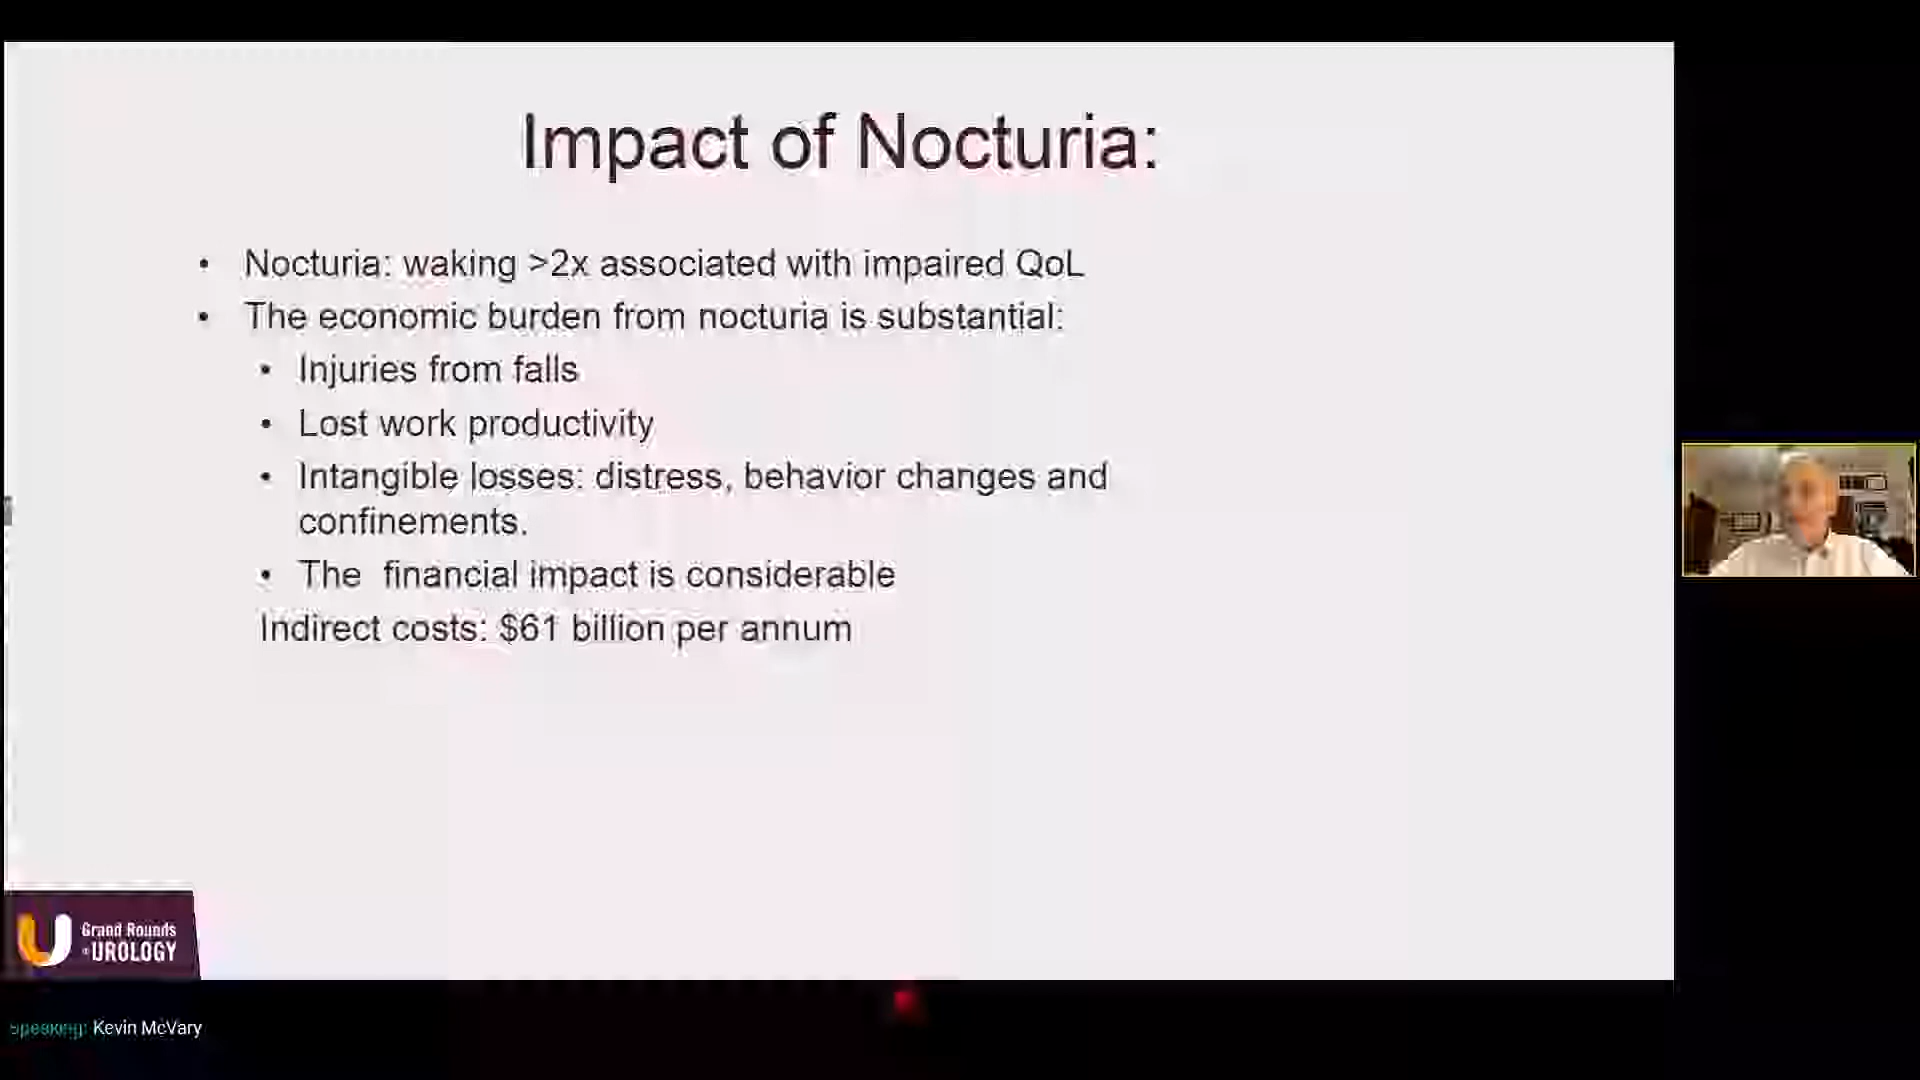 Impact of Nocturia:
• Nocturia: waking >2x associated with impaired QoL
• The economic burden from nocturia is substantial:
• Injuries from falls
• Lost work productivity
• Intangible losses: distress, behavior changes and
confinements.
• The financial impact is considerable
Indirect costs: $61 billion per annum
Grand Rounds
in UROLOGY
Speaking: Kevin McVary